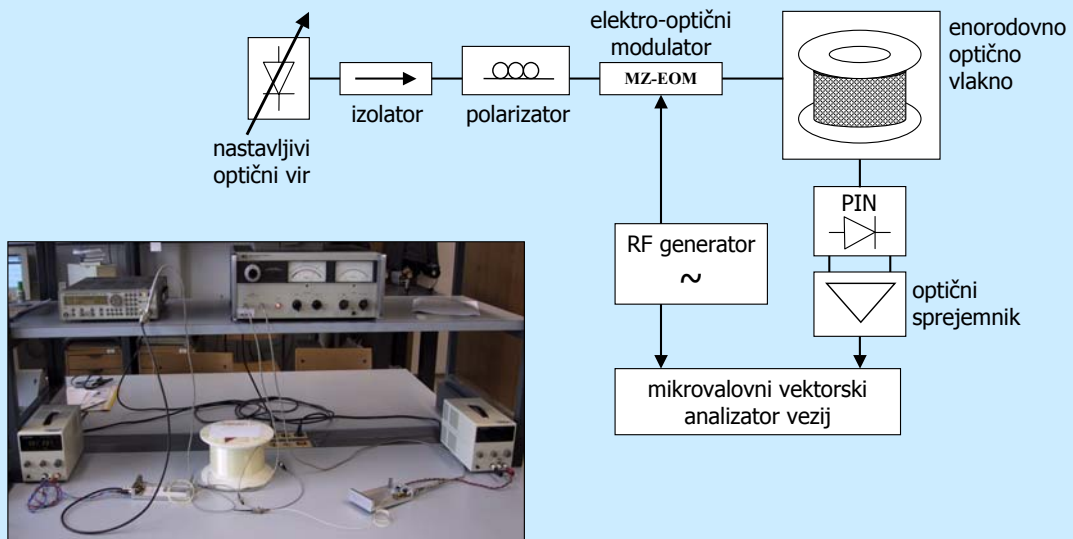 elektro-optični
modulator
enorodovno
optično
vlakno
MZ-EOM
izolator
polarizator
nastavljivi
optični vir
PIN
RF generator
~
optični
sprejemnik
mikrovalovni vektorski
analizator vezij